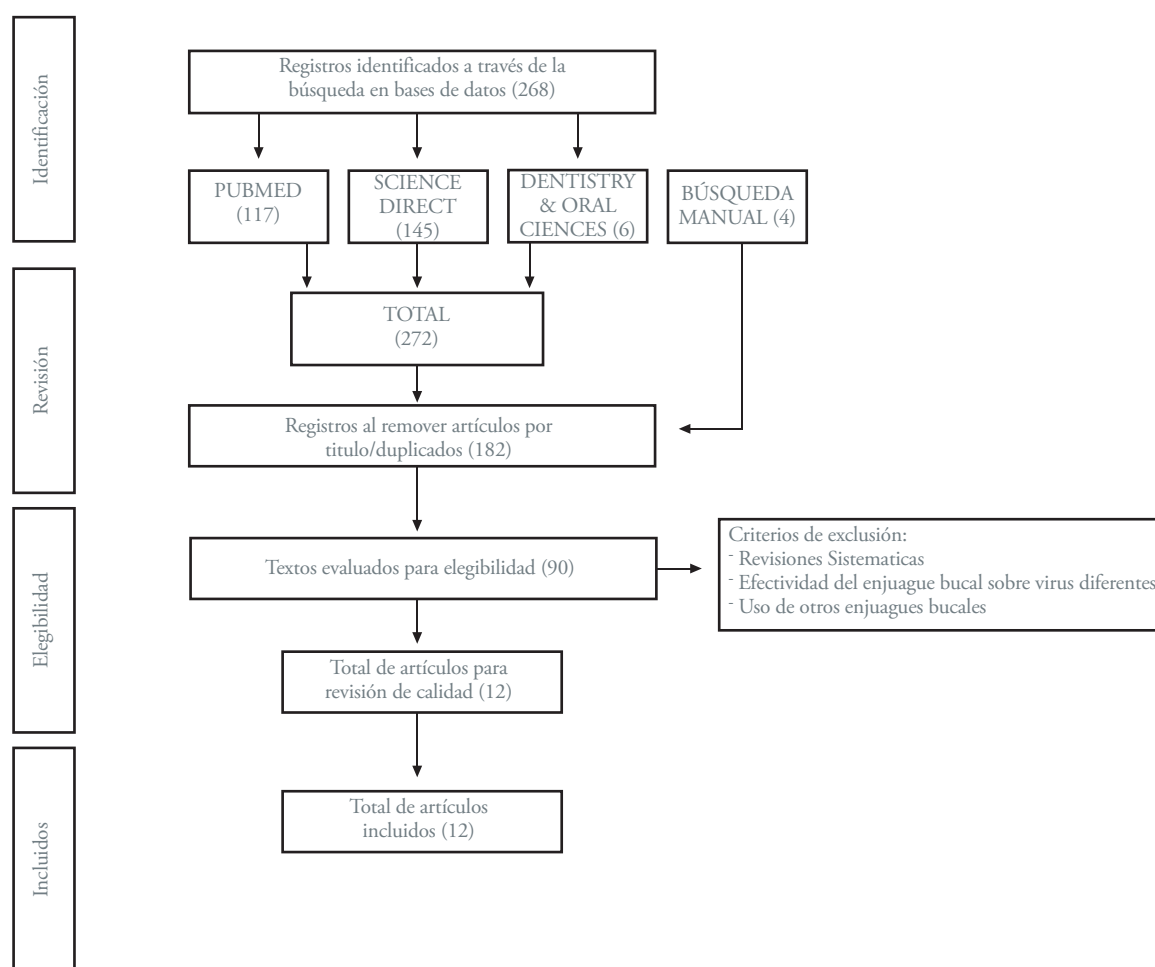 Identificación
Registros identificados a través de la
búsqueda en bases de datos (268)
PUBMED
(117)
SCIENCE
DIRECT
(145)
DENTISTRY
& ORAL
CIENCES (6)
BÚSQUEDA
MANUAL (4)
Revisión
TOTAL
(272)
Registros al remover artículos por
titulo/duplicados (182)
Elegibilidad
Textos evaluados para elegibilidad (90)
Criterios de exclusión:
- Revisiones Sistematicas
- Efectividad del enjuague bucal sobre virus diferentes
- Uso de otros enjuagues bucales
Total de artículos para
revisión de calidad (12)
Incluidos
Total de artículos
incluidos (12)